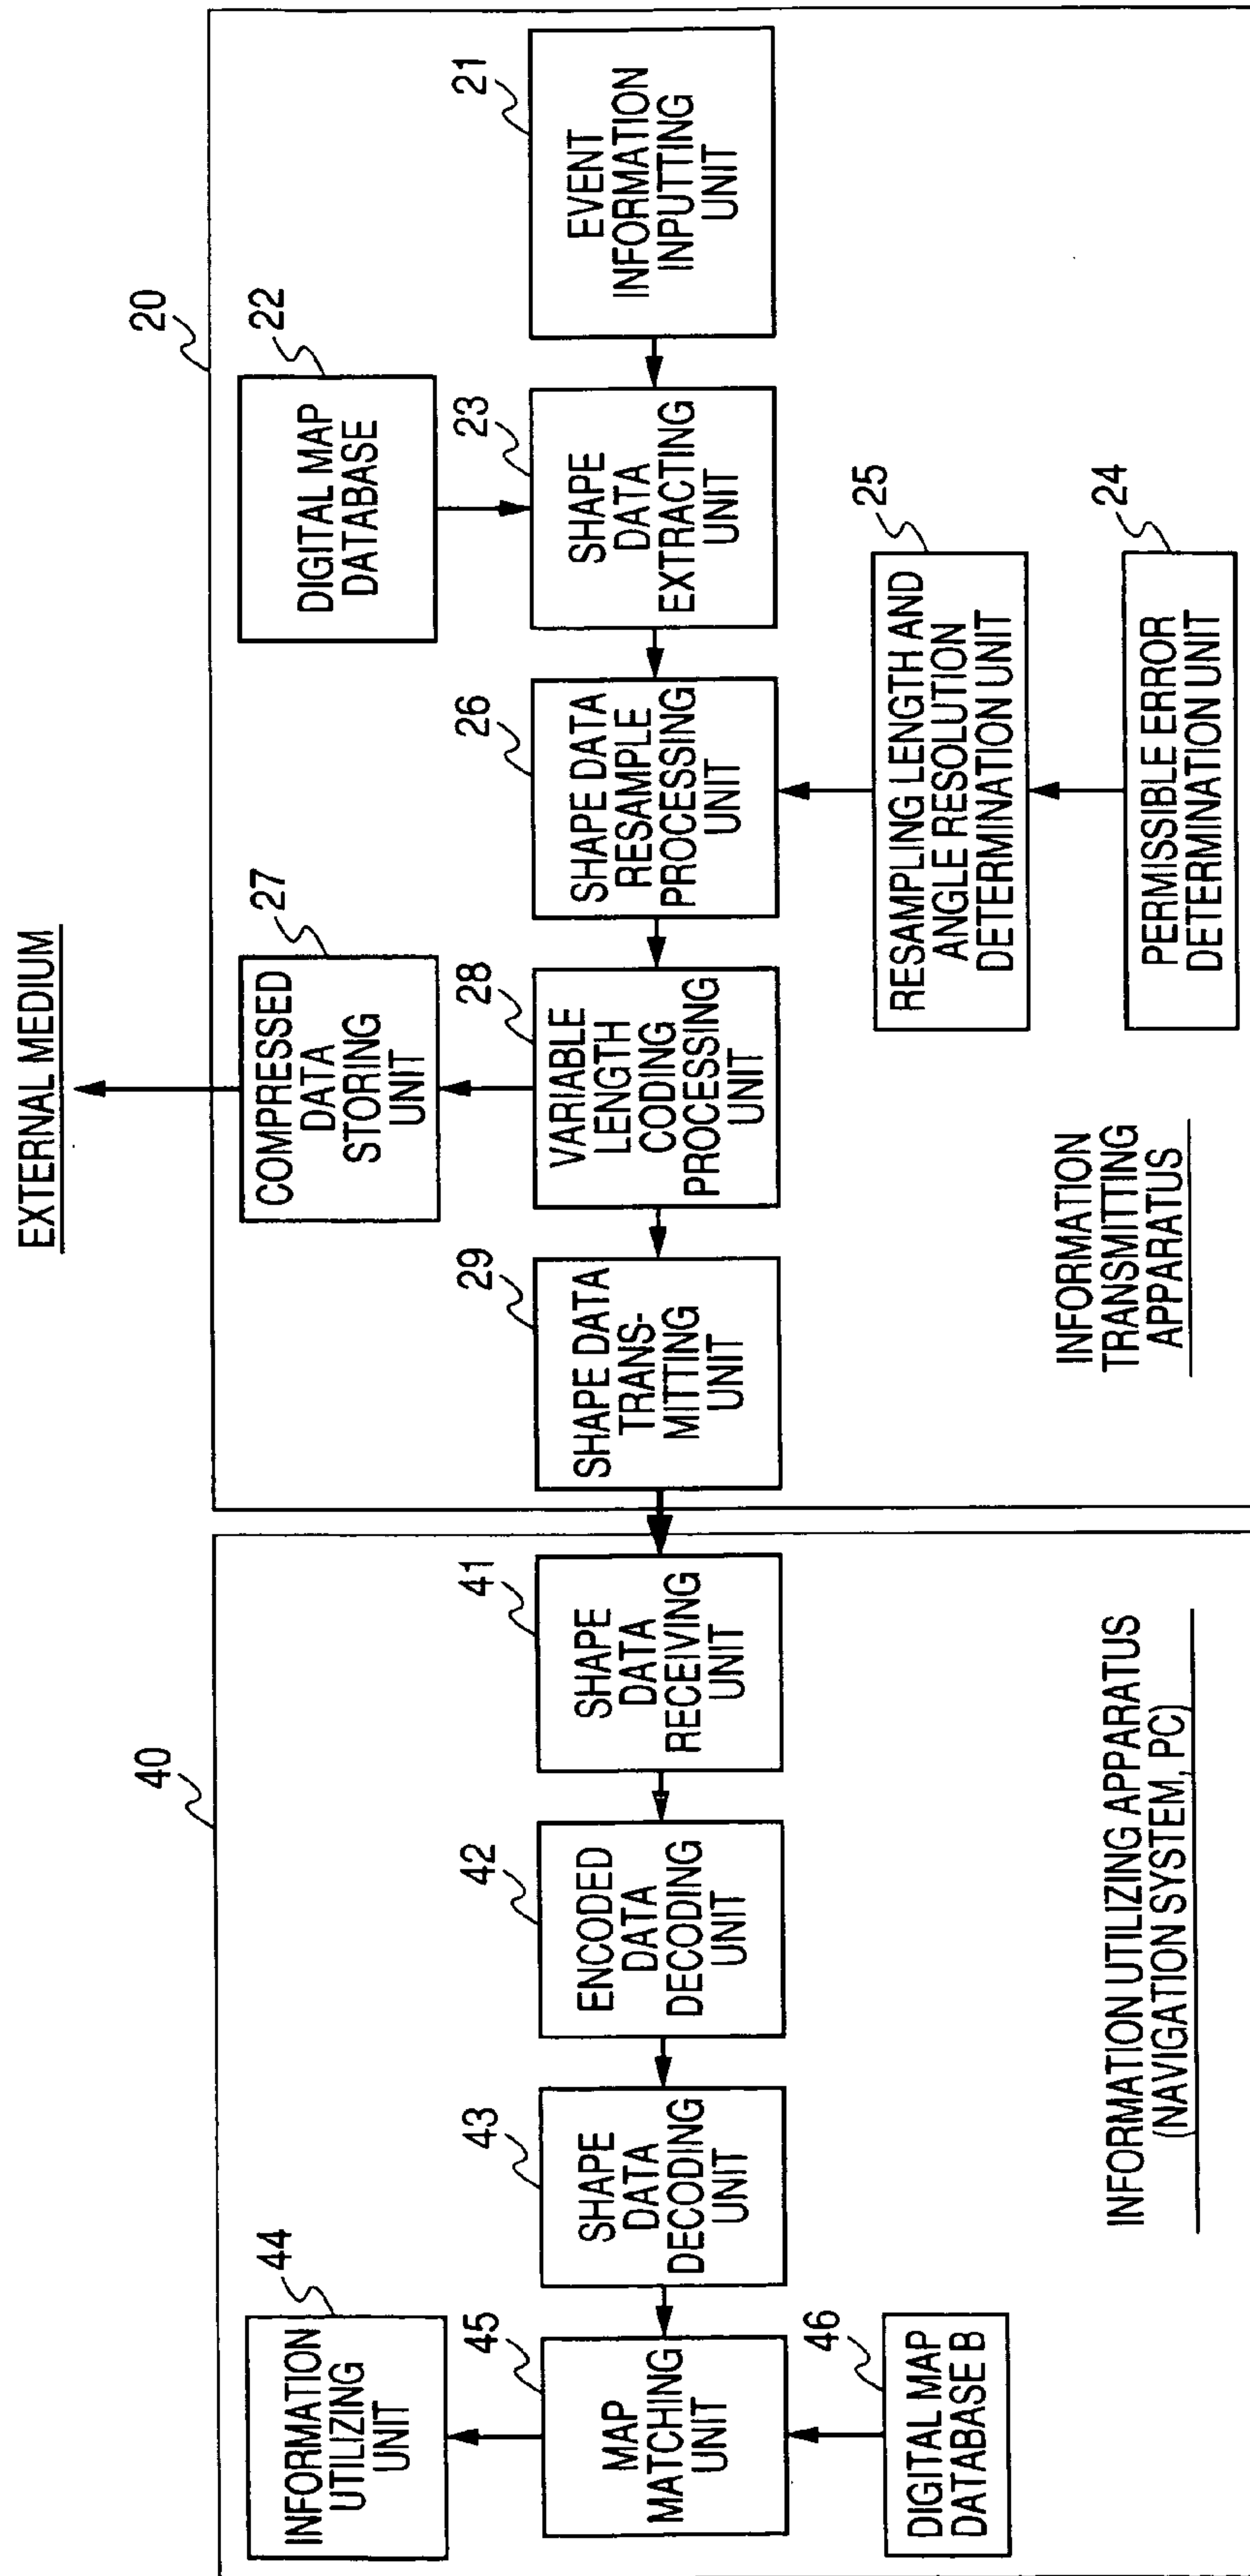 EXTERNAL MEDIUM
20
40
INFORMATION
UTILIZING
UNIT
44
COMPRESSED
DATA
STORING
UNIT
27
DIGITAL MAP
DATABASE
22
MAP
MATCHING
UNIT
45
SHAPE
DATA
DECODING
UNIT
43
ENCODED
DATA
DECODING
UNIT
42
SHAPE
DATA
RECEIVING
UNIT
41
SHAPE DATA
TRANS-
MITTING
UNIT
29
VARIABLE
LENGTH
CODING
PROCESSING
UNIT
28
SHAPE DATA
RESAMPLE
PROCESSING
UNIT
26
SHAPE
DATA
EXTRACTING
UNIT
23
EVENT
INFORMATION
INPUTTING
UNIT
21
DIGITAL MAP
DATABASE B
46
RESAMPLING LENGTH AND
ANGLE RESOLUTION
DETERMINATION UNIT
25
PERMISSIBLE ERROR
DETERMINATION UNIT
24
INFORMATION UTILIZING APPARATUS
(NAVIGATION SYSTEM, PC)
INFORMATION
TRANSMITTING
APPARATUS